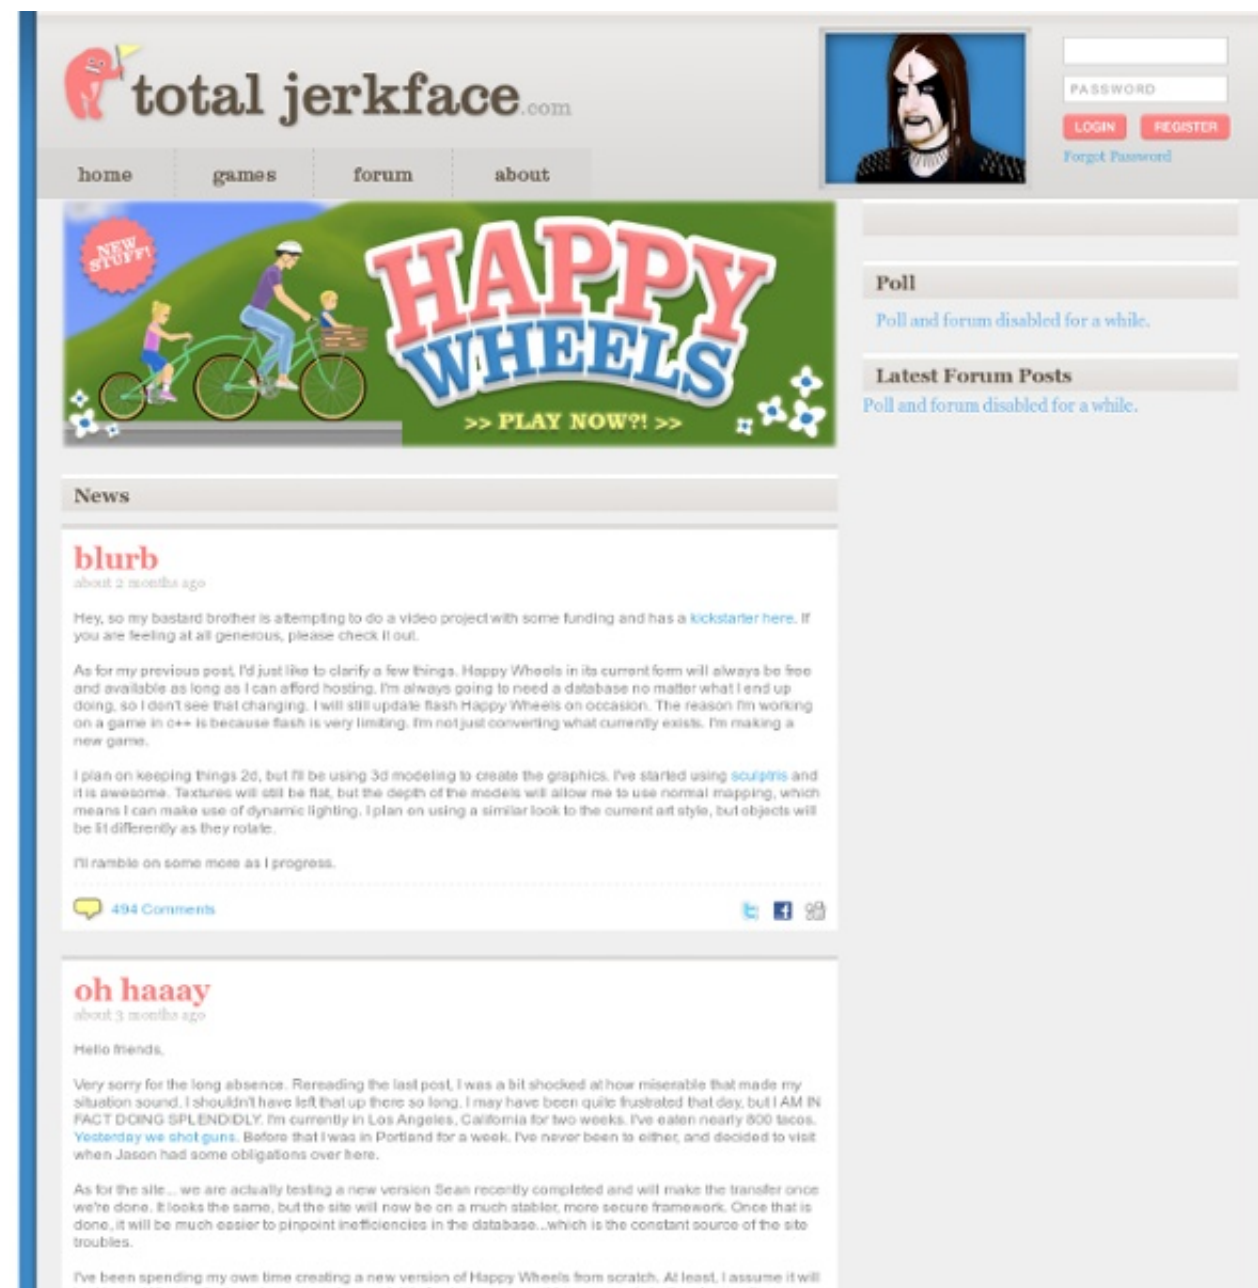 total jerkface.com
PASSWORD
LOGIN REGISTER
Forgot Password
home games forum about
NEW STUFF!
HAPPY
WHEELS
>> PLAY NOW?! >>
Poll
Poll and forum disabled for a while.
Latest Forum Posts
Poll and forum disabled for a while.
News
blurb
about 2 months ago
Hey, so my bastard brother is attempting to do a video project with some funding and has a kickstarter here. If
you are feeling at all generous, please check it out.
As for my previous post, I'd just like to clarify a few things. Happy Wheels in its current form will always be free
and available as long as I can afford hosting. I'm always going to need a database no matter what I end up
doing, so I don't see that changing. I will still update flash Happy Wheels on occasion. The reason I'm working
on a game in c++ is because flash is very limiting. I'm not just converting what currently exists. I'm making a
new game.
I plan on keeping things 2d, but I'll be using 3d modeling to create the graphics. I've started using sculptris and
it is awesome. Textures will still be flat, but the depth of the models will allow me to use normal mapping, which
means I can make use of dynamic lighting. I plan on using a similar look to the current art style, but objects will
be lit differently as they rotate.
I'll ramble on some more as I progress.
494 Comments
oh haaay
about 3 months ago
Hello friends,
Very sorry for the long absence. Rereading the last post, I was a bit shocked at how miserable that made my
situation sound. I shouldn't have left that up there so long. I may have been quite frustrated that day, but I AM IN
FACT DOING SPLENDIDLY. I'm currently in Los Angeles, California for two weeks. I've eaten nearly 800 tacos.
Yesterday we shot guns. Before that I was in Portland for a week. I've never been to either, and decided to visit
when Jason had some obligations over here.
As for the site... we are actually testing a new version Sean recently completed and will make the transfer once
we're done. It looks the same, but the site will now be on a much stabler, more secure framework. Once that is
done, it will be much easier to pinpoint inefficiencies in the database...which is the constant source of the site
troubles.
I've been spending my own time creating a new version of Happy Wheels from scratch. At least, I assume it will